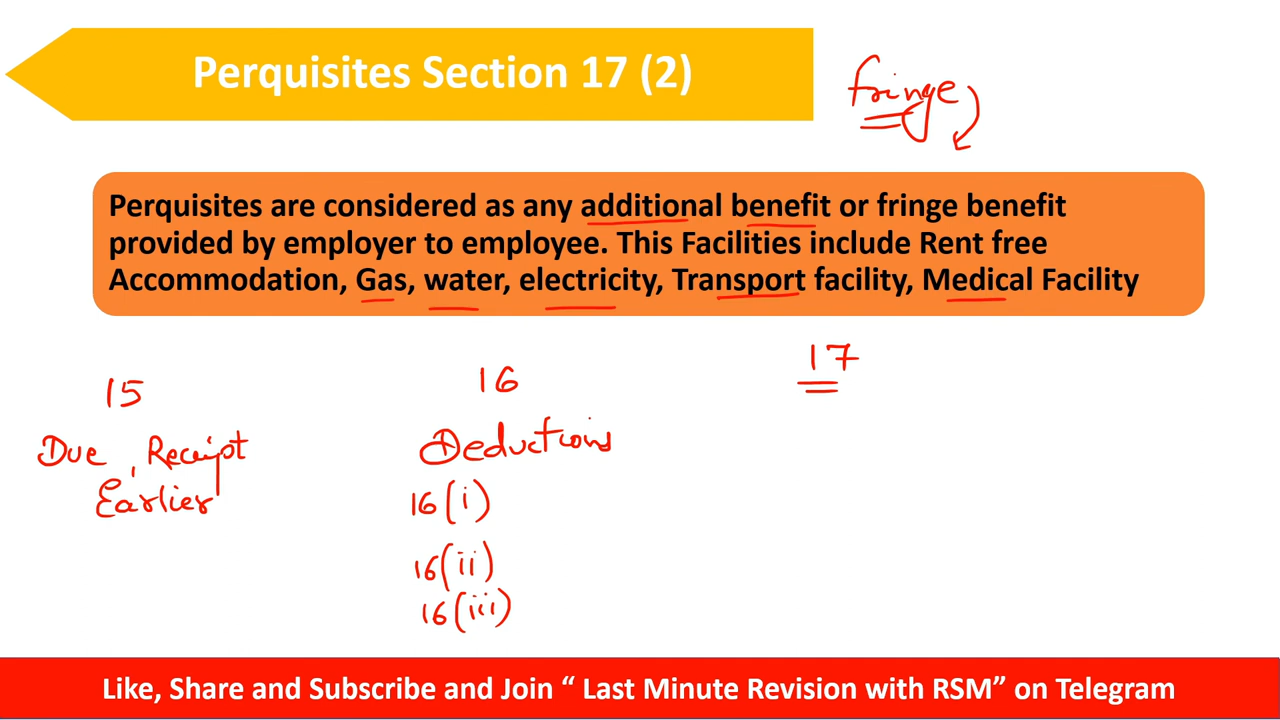 Perquisites Section 17 (2)
fringe
Perquisites are considered as any additional benefit or fringe benefit
provided by employer to employee. This Facilities include Rent free
Accommodation, Gas, water, electricity, Transport facility, Medical Facility
15
16
17
Due, Receipt
Earlier
Deductions
16(i)
16(ii)
16(iii)
Like, Share and Subscribe and Join “ Last Minute Revision with RSM” on Telegram